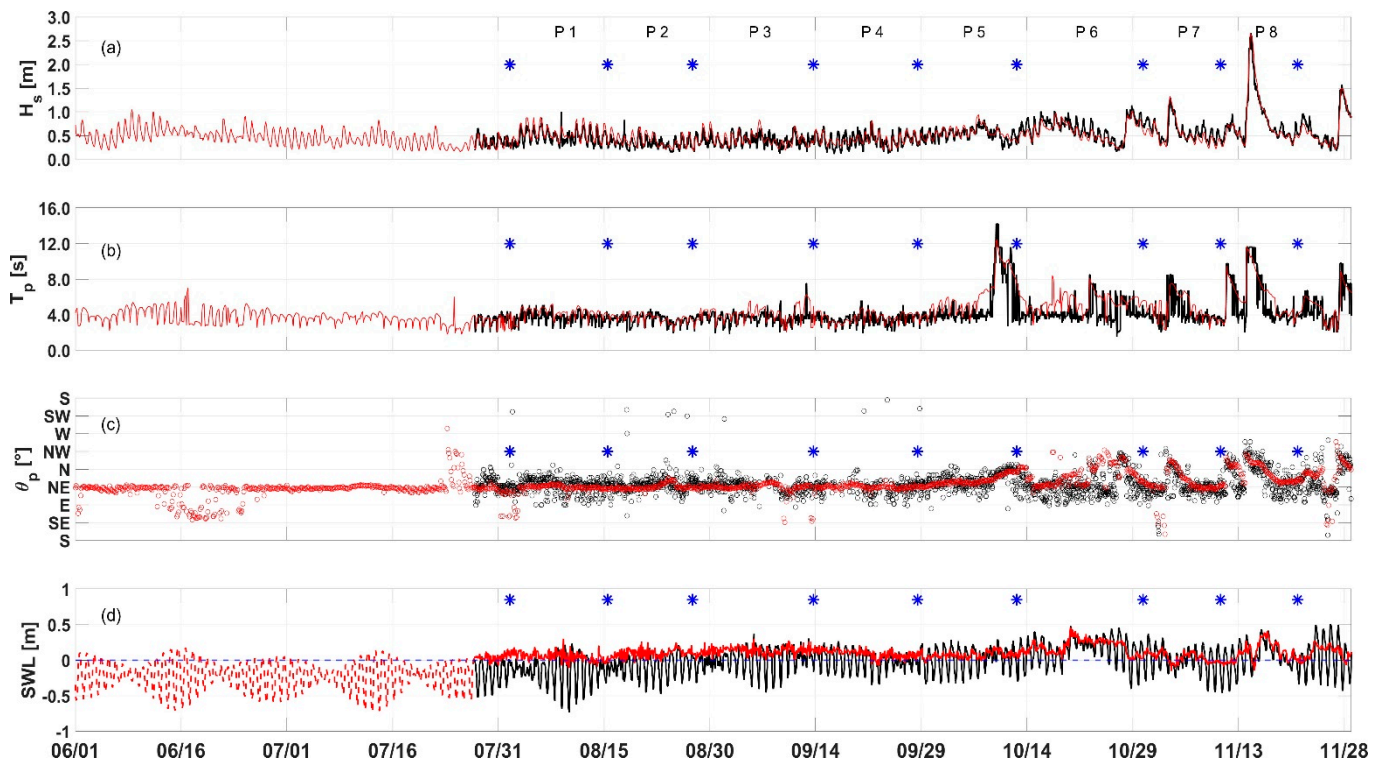 3.0
2.5
2.0
1.5
1.0
0.5
0.0
H_s [m]
(a)
P 1 P 2 P 3 P 4 P 5 P 6 P 7 P 8
16.0
12.0
8.0
4.0
0.0
T_p [s]
(b)
S
SW
W
NW
N
NE
E
SE
S
θ_p [°]
(c)
1
0.5
0
-0.5
-1
SWL [m]
(d)
06/01 06/16 07/01 07/16 07/31 08/15 08/30 09/14 09/29 10/14 10/29 11/13 11/28